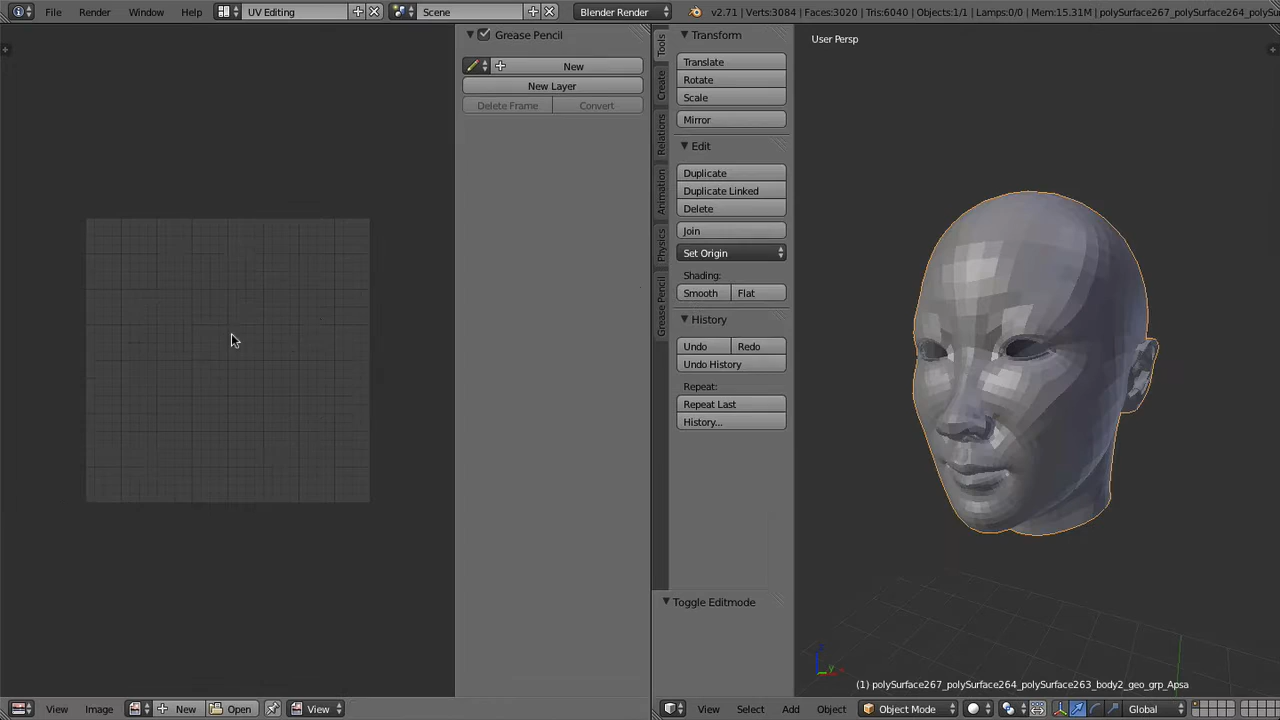 File Render Window Help UV Editing Scene Blender Render v2.71 | Verts:3084 | Faces:3020 | Tris:6040 | Objects:1/1 | Lamps:0/0 | Mem:15.31M | polySurface267_polySurface264_polySu
Grease Pencil
New
New Layer
Delete Frame Convert
Tools
Create
Relations
Animation
Physics
Grease Pencil
Transform
Translate
Rotate
Scale
Mirror
Edit
Duplicate
Duplicate Linked
Delete
Join
Set Origin
Shading:
Smooth Flat
History
Undo Redo
Undo History
Repeat:
Repeat Last
History...
Toggle Editmode
User Persp
z
y
(1) polySurface267_polySurface264_polySurface263_body2_geo_grp_Apsa
View Image New Open View
View Select Add Object Object Mode Global